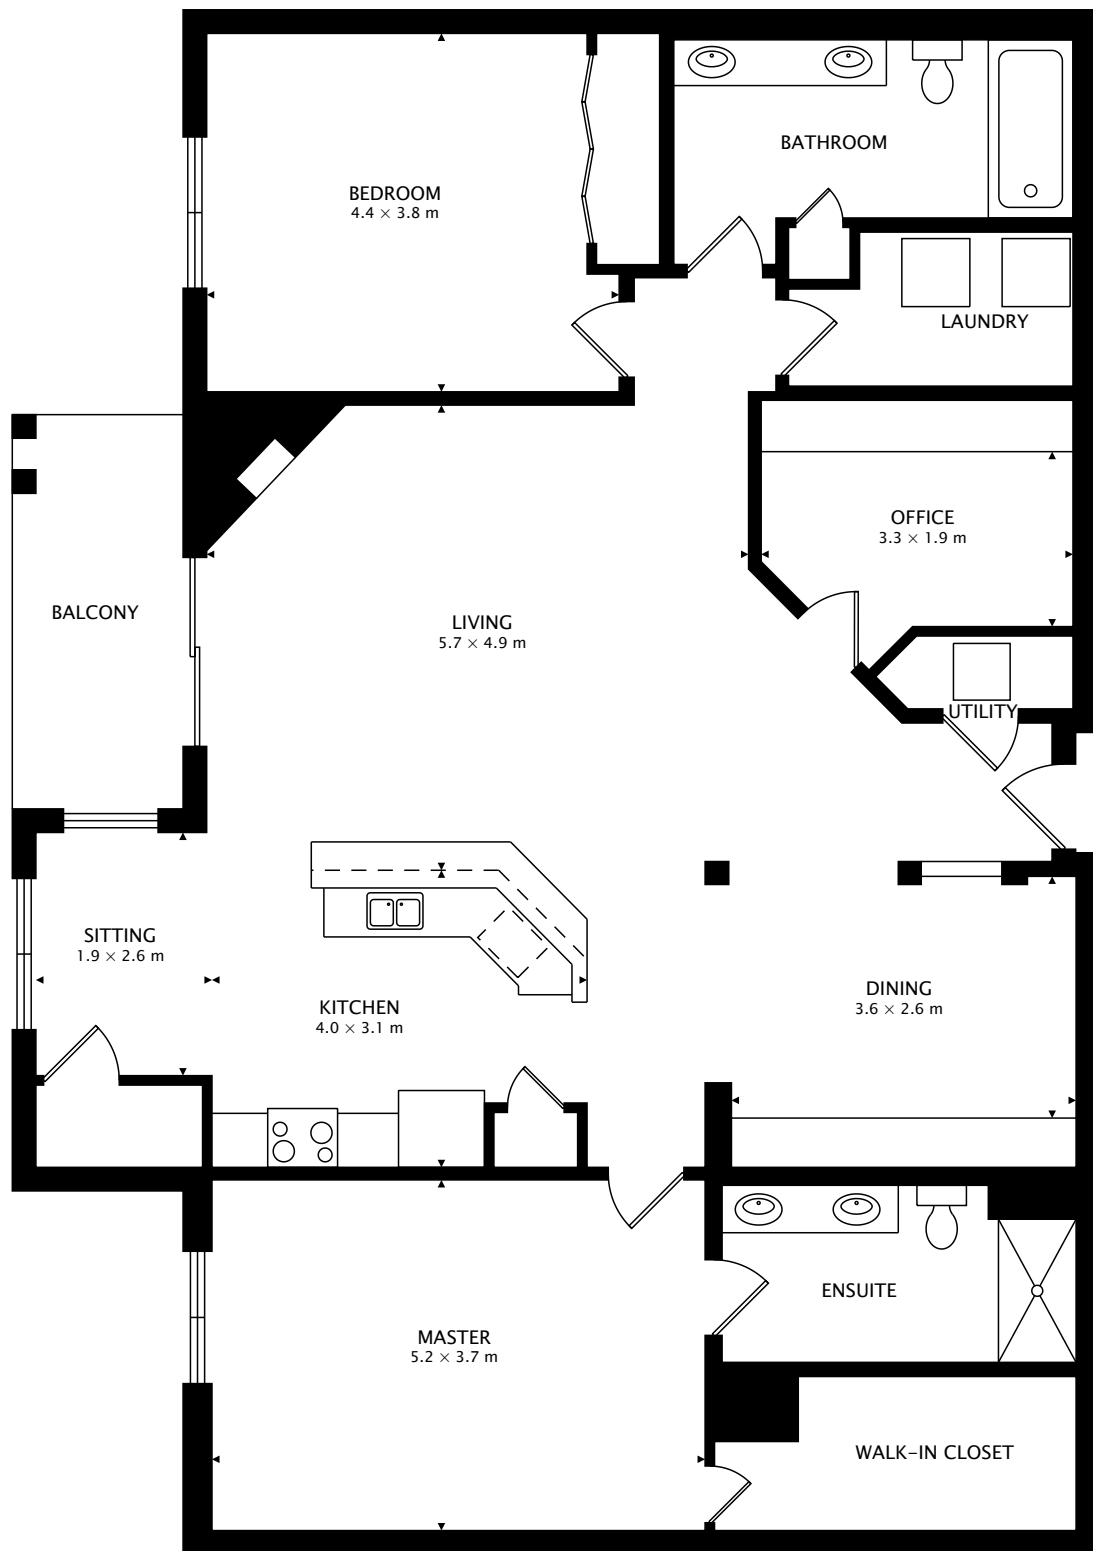 BATHROOM
BEDROOM
4.4 × 3.8 m
LAUNDRY
OFFICE
3.3 × 1.9 m
BALCONY
LIVING
5.7 × 4.9 m
UTILITY
SITTING
1.9 × 2.6 m
KITCHEN
4.0 × 3.1 m
DINING
3.6 × 2.6 m
ENSUITE
MASTER
5.2 × 3.7 m
WALK-IN CLOSET